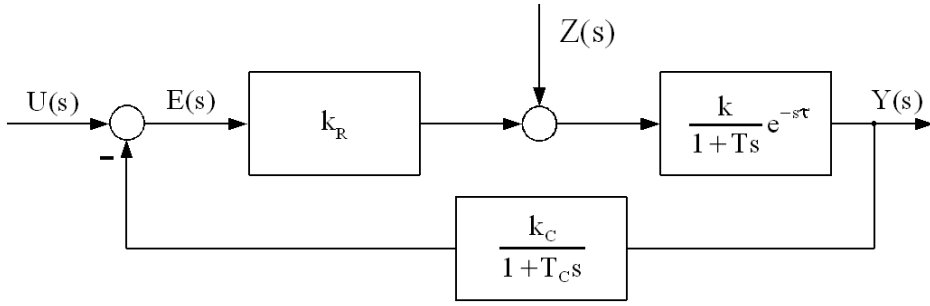 Z(s)
U(s)
E(s)
k_R
k
1+Ts
e^{-sτ}
Y(s)
-
k_C
1+T_C s